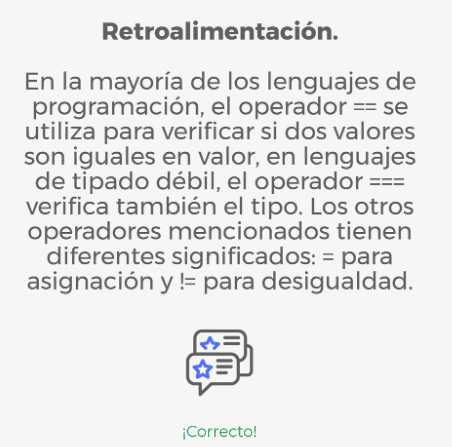 Retroalimentación.
En la mayoría de los lenguajes de
programación, el operador == se
utiliza para verificar si dos valores
son iguales en valor, en lenguajes
de tipado débil, el operador ===
verifica también el tipo. Los otros
operadores mencionados tienen
diferentes significados: = para
asignación y != para desigualdad.
¡Correcto!